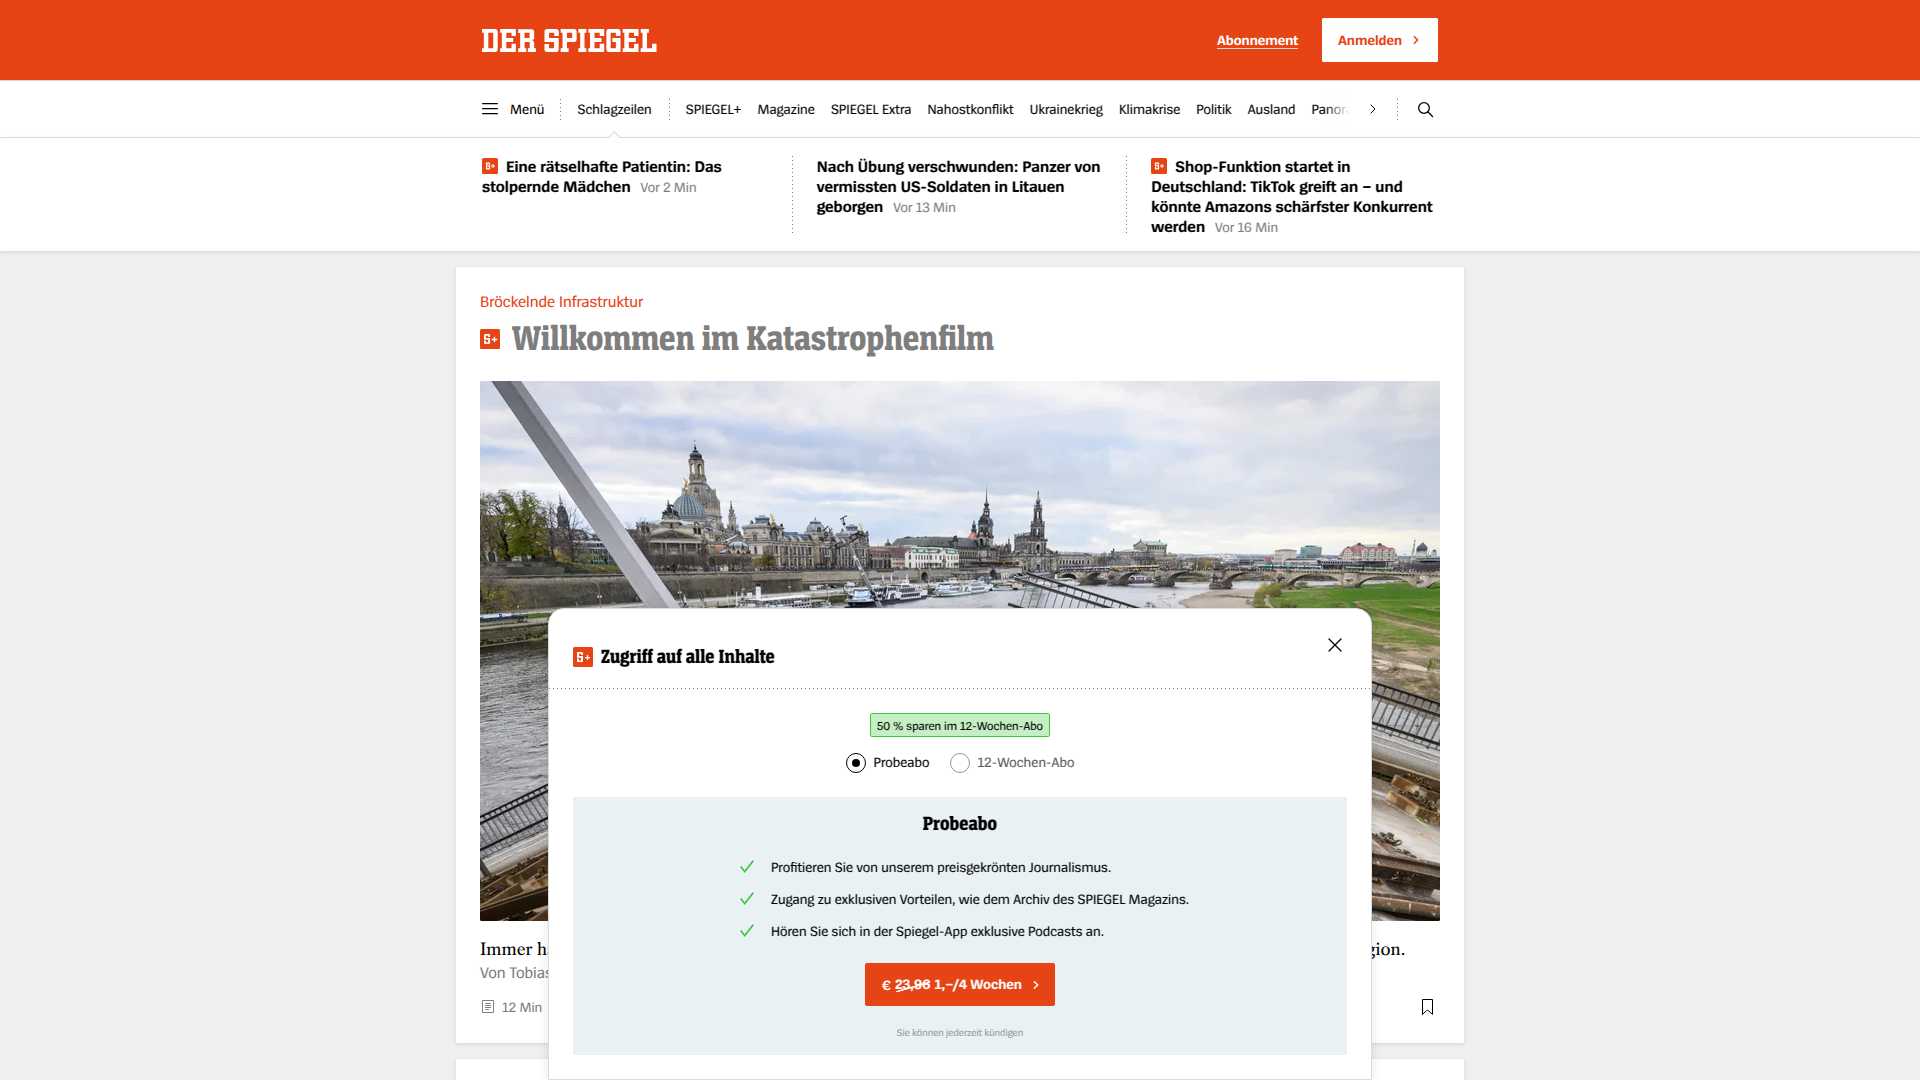 DER SPIEGEL
Abonnement
Anmelden
Menü
Schlagzeilen
SPIEGEL+
Magazine
SPIEGEL Extra
Nahostkonflikt
Ukrainekrieg
Klimakrise
Politik
Ausland
Eine rätselhafte Patientin: Das
stolpernde Mädchen Vor 2 Min
Nach Übung verschwunden: Panzer von
vermissten US-Soldaten in Litauen
geborgen Vor 13 Min
Shop-Funktion startet in
Deutschland: TikTok greift an – und
könnte Amazons schärfster Konkurrent
werden Vor 16 Min
Bröckelnde Infrastruktur
S+ Willkommen im Katastrophenfilm
S+ Zugriff auf alle Inhalte
50 % sparen im 12-Wochen-Abo
Probeabo
12-Wochen-Abo
Probeabo
Profitieren Sie von unserem preisgekrönten Journalismus.
Zugang zu exklusiven Vorteilen, wie dem Archiv des SPIEGEL Magazins.
Hören Sie sich in der Spiegel-App exklusive Podcasts an.
€ 23,96 1,–/4 Wochen
Sie können jederzeit kündigen
Immer
Von Tobias
12 Min